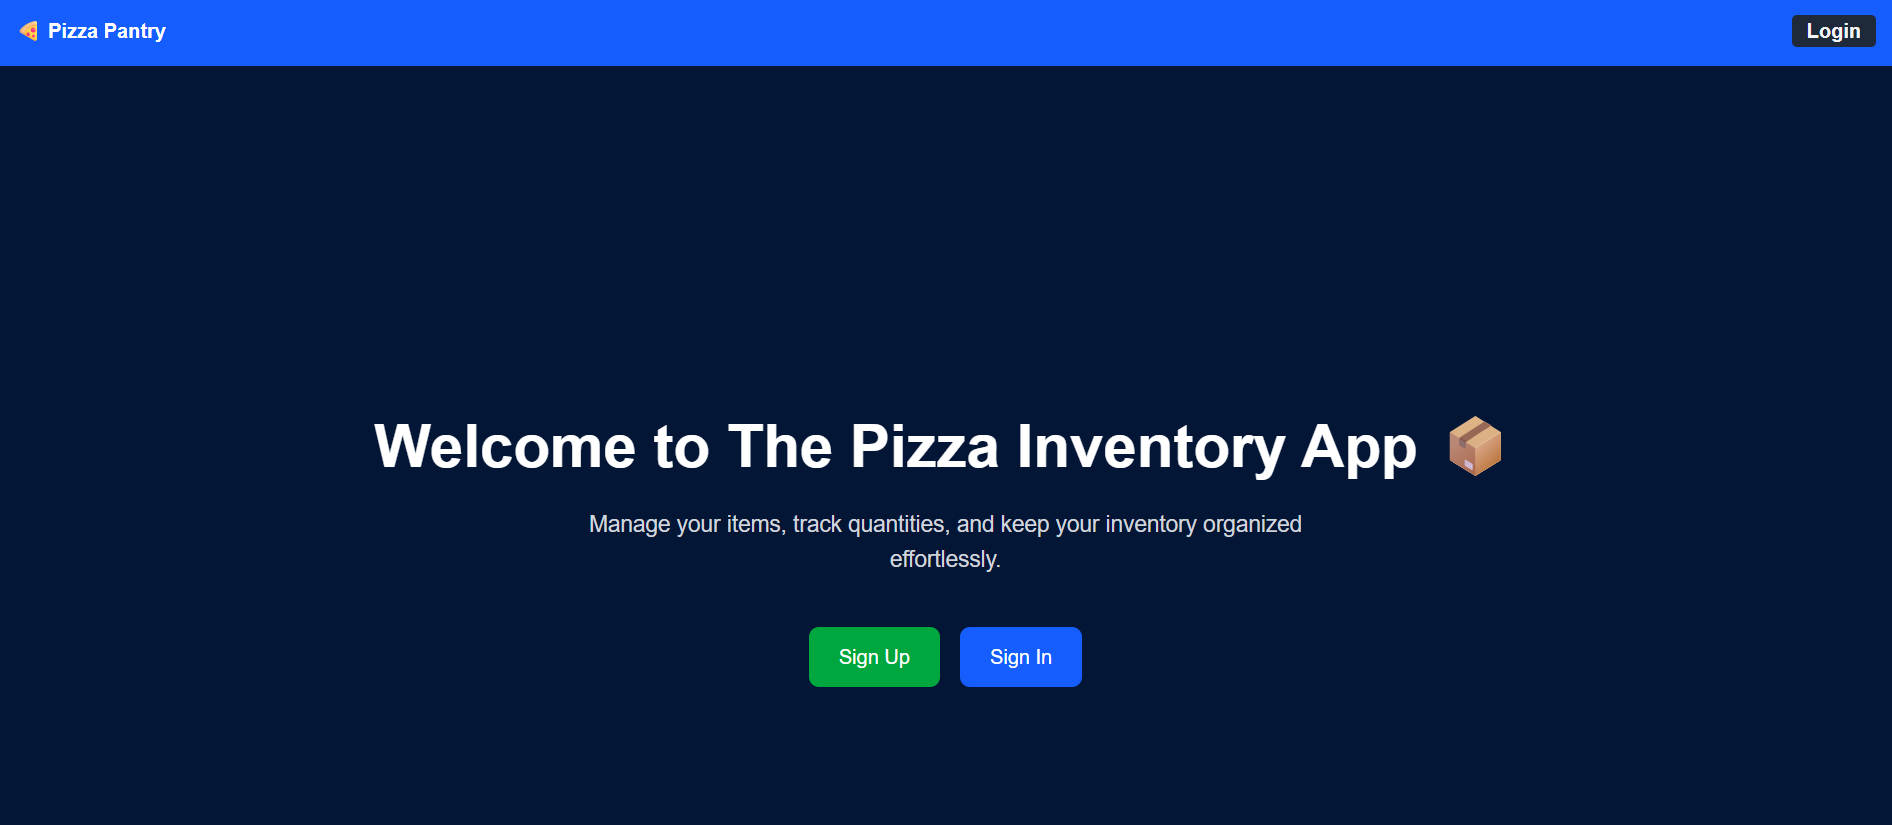 Pizza Pantry
Login
Welcome to The Pizza Inventory App
Manage your items, track quantities, and keep your inventory organized
effortlessly.
Sign Up
Sign In